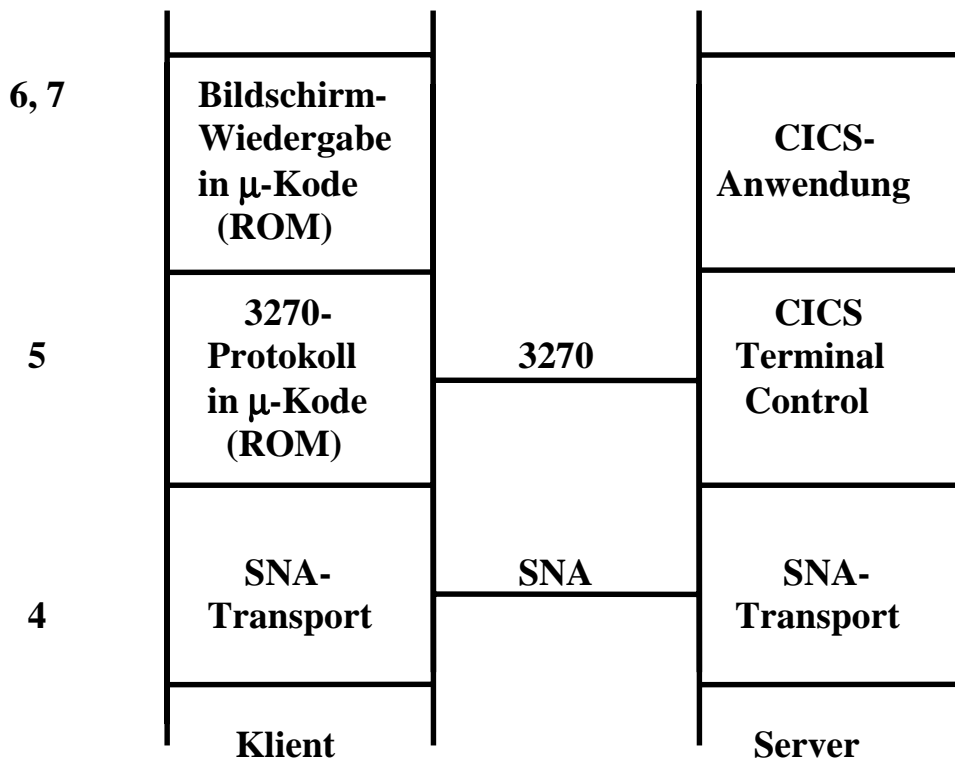 6, 7
Bildschirm-
Wiedergabe
in μ-Kode
(ROM)
CICS-
Anwendung
5
3270-
Protokoll
in μ-Kode
(ROM)
3270
CICS
Terminal
Control
4
SNA-
Transport
SNA
SNA-
Transport
Klient
Server